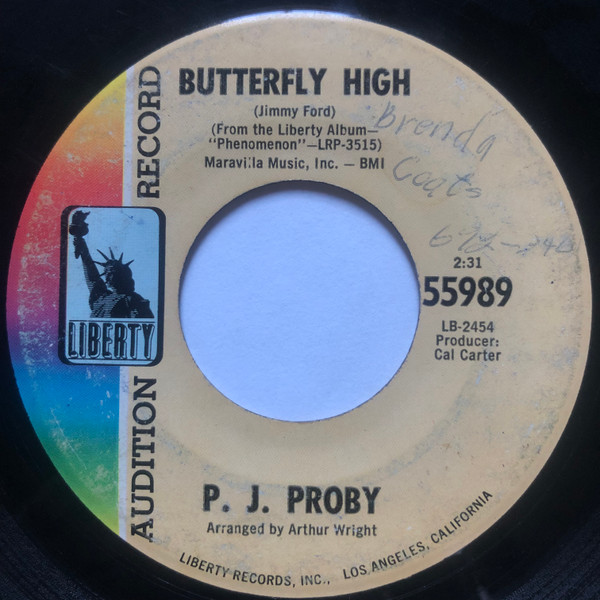 BUTTERFLY HIGH
(Jimmy Ford)
(From the Liberty Album—
"Phenomenon"—LRP-3515)
Maravilla Music, Inc. — BMI
Brenda
Coats
2:31
55989
LB-2454
Producer:
Cal Carter
AUDITION RECORD
LIBERTY
P. J. PROBY
Arranged by Arthur Wright
LIBERTY RECORDS, INC., LOS ANGELES, CALIFORNIA